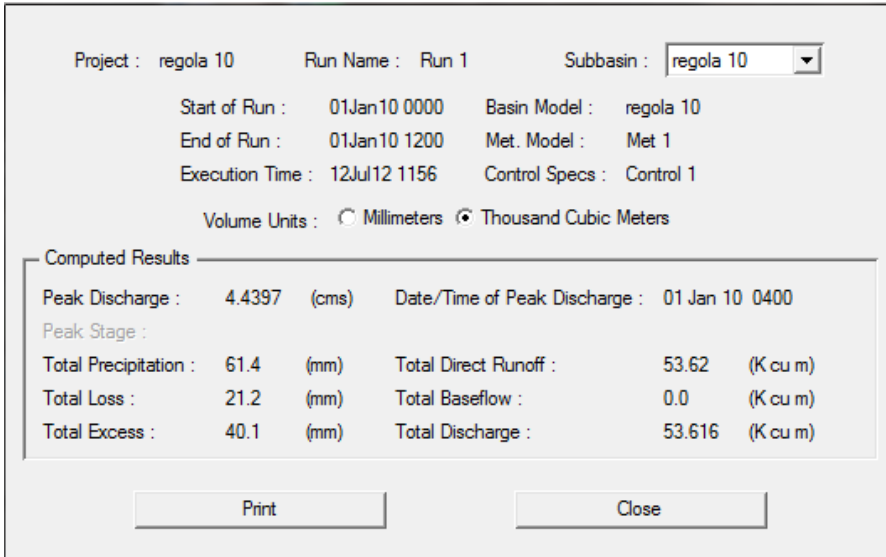 Project : regola 10 Run Name : Run 1 Subbasin : regola 10
Start of Run : 01Jan10 0000 Basin Model : regola 10
End of Run : 01Jan10 1200 Met. Model : Met 1
Execution Time : 12Jul12 1156 Control Specs : Control 1
Volume Units : Millimeters Thousand Cubic Meters
Computed Results
Peak Discharge : 4.4397 (cms) Date/Time of Peak Discharge : 01 Jan 10 0400
Peak Stage :
Total Precipitation : 61.4 (mm) Total Direct Runoff : 53.62 (K cu m)
Total Loss : 21.2 (mm) Total Baseflow : 0.0 (K cu m)
Total Excess : 40.1 (mm) Total Discharge : 53.616 (K cu m)
Print Close